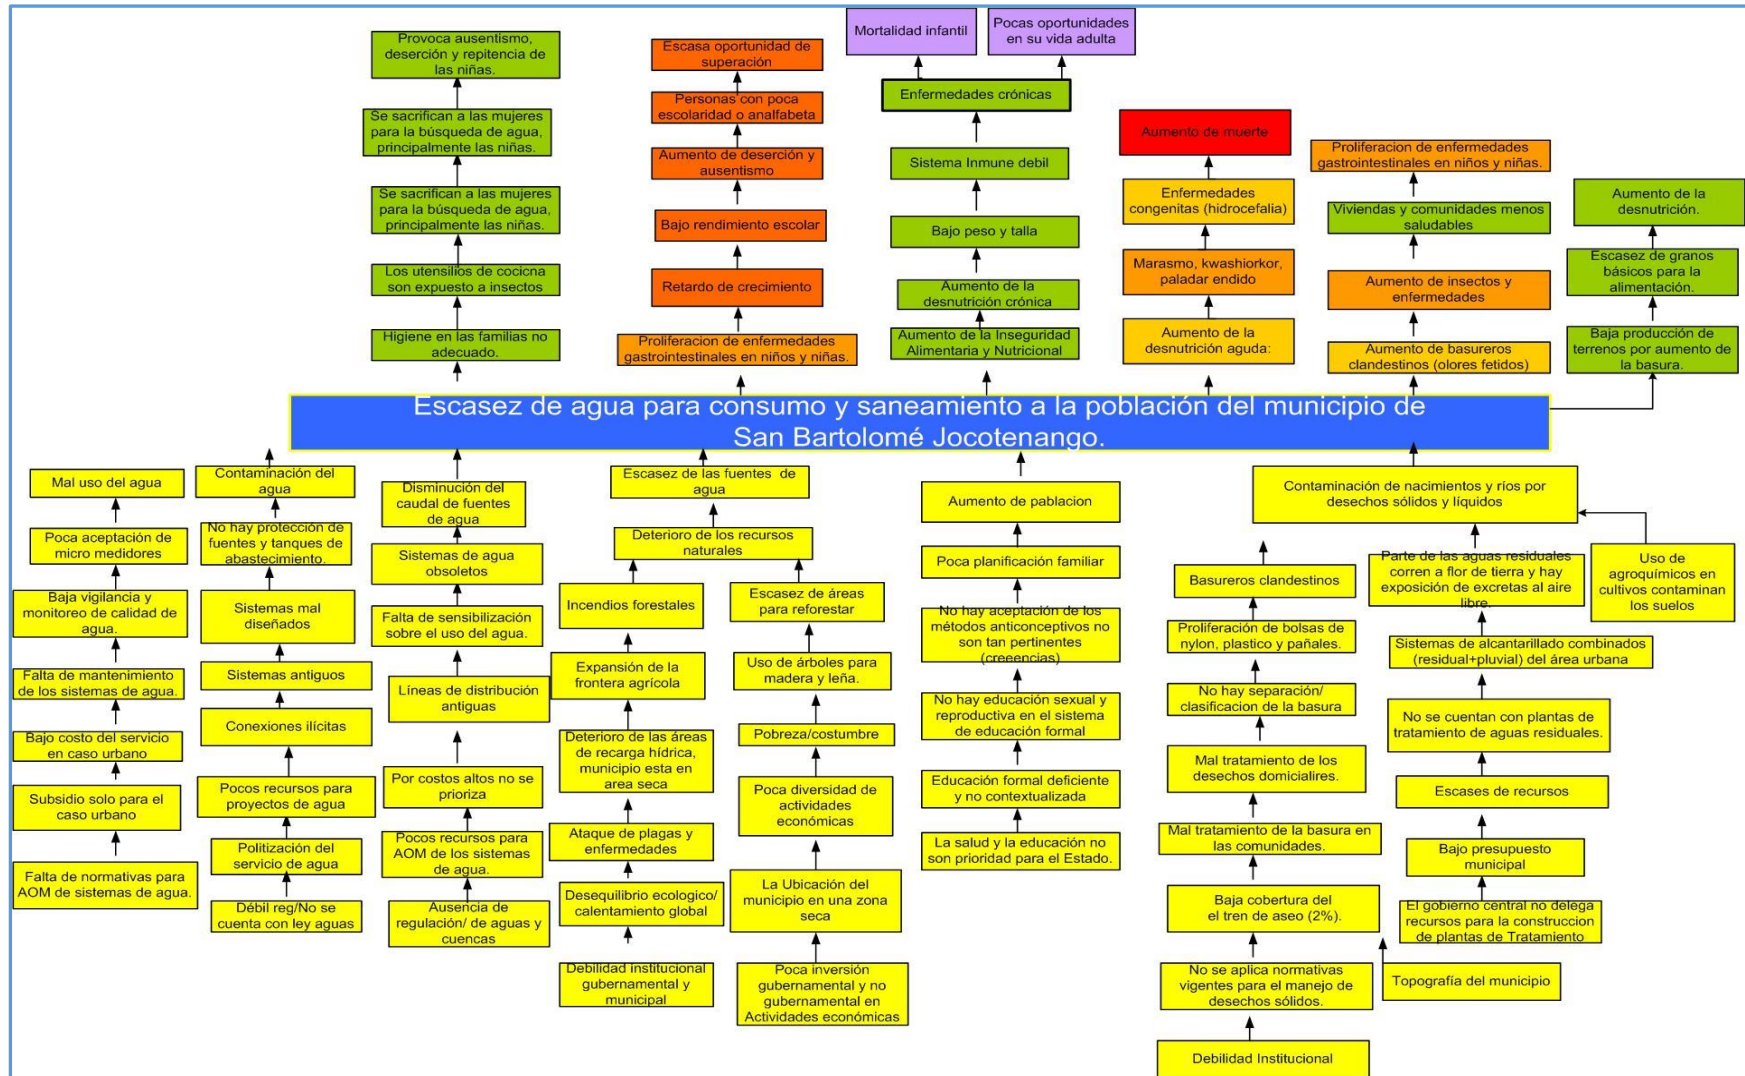 Provoca ausentismo,
deserción y repitencia de
las niñas.
Se sacrifican a las mujeres
para la búsqueda de agua,
principalmente las niñas.
Se sacrifican a las mujeres
para la búsqueda de agua,
principalmente las niñas.
Los utensilios de cocicna
son expuesto a insectos
Higiene en las familias no
adecuado.
Escasa oportunidad de
superación
Personas con poca
escolaridad o analfabeta
Aumento de deserción y
ausentismo
Bajo rendimiento escolar
Retardo de crecimiento
Proliferacion de enfermedades
gastrointestinales en niños y niñas.
Mortalidad infantil
Pocas oportunidades
en su vida adulta
Enfermedades crónicas
Sistema Inmune debil
Bajo peso y talla
Aumento de la
desnutrición crónica
Aumento de la Inseguridad
Alimentaria y Nutricional
Aumento de muerte
Enfermedades
congenitas (hidrocefalia)
Marasmo, kwashiorkor,
paladar endido
Aumento de la
desnutrición aguda:
Proliferacion de enfermedades
gastrointestinales en niños y niñas.
Viviendas y comunidades menos
saludables
Aumento de insectos y
enfermedades
Aumento de basureros
clandestinos (olores fetidos)
Aumento de la
desnutrición.
Escasez de granos
básicos para la
alimentación.
Baja producción de
terrenos por aumento de
la basura.
Escasez de agua para consumo y saneamiento a la población del municipio de
San Bartolomé Jocotenango.
Mal uso del agua
Poca aceptación de
micro medidores
Baja vigilancia y
monitoreo de calidad de
agua.
Falta de mantenimiento
de los sistemas de agua.
Bajo costo del servicio
en caso urbano
Subsidio solo para el
caso urbano
Falta de normativas para
AOM de sistemas de agua.
Contaminación del
agua
No hay protección de
fuentes y tanques de
abastecimiento.
Sistemas mal
diseñados
Sistemas antiguos
Conexiones ilícitas
Pocos recursos para
proyectos de agua
Politización del
servicio de agua
Débil reg/No se
cuenta con ley aguas
Disminución del
caudal de fuentes
de agua
Sistemas de agua
obsoletos
Falta de sensibilización
sobre el uso del agua.
Líneas de distribución
antiguas
Por costos altos no se
prioriza
Pocos recursos para
AOM de los sistemas
de agua.
Ausencia de
regulación/ de aguas y
cuencas
Escasez de las fuentes de
agua
Deterioro de los recursos
naturales
Incendios forestales
Expansión de la
frontera agrícola
Deterioro de las áreas
de recarga hídrica,
municipio esta en
area seca
Ataque de plagas y
enfermedades
Desequilibrio ecologico/
calentamiento global
Debilidad institucional
gubernamental y
municipal
Escasez de áreas
para reforestar
Uso de árboles para
madera y leña.
Pobreza/costumbre
Poca diversidad de
actividades
económicas
La Ubicación del
municipio en una zona
seca
Poca inversión
gubernamental y no
gubernamental en
Actividades económicas
Aumento de pablacion
Poca planificación familiar
No hay aceptación de los
métodos anticonceptivos no
son tan pertinentes
(creeencias)
No hay educación sexual y
reproductiva en el sistema
de educación formal
Educación formal deficiente
y no contextualizada
La salud y la educación no
son prioridad para el Estado.
Contaminación de nacimientos y ríos por
desechos sólidos y líquidos
Basureros clandestinos
Proliferación de bolsas de
nylon, plastico y pañales.
No hay separación/
clasificacion de la basura
Mal tratamiento de los
desechos domicialires.
Mal tratamiento de la basura en
las comunidades.
Baja cobertura del
el tren de aseo (2%).
No se aplica normativas
vigentes para el manejo de
desechos sólidos.
Debilidad Institucional
Topografía del municipio
Parte de las aguas residuales
corren a flor de tierra y hay
exposición de excretas al aire
libre.
Sistemas de alcantarillado combinados
(residual+pluvial) del área urbana
No se cuentan con plantas de
tratamiento de aguas residuales.
Escases de recursos
Bajo presupuesto
municipal
El gobierno central no delega
recursos para la construccion
de plantas de Tratamiento
Uso de
agroquímicos en
cultivos contaminan
los suelos